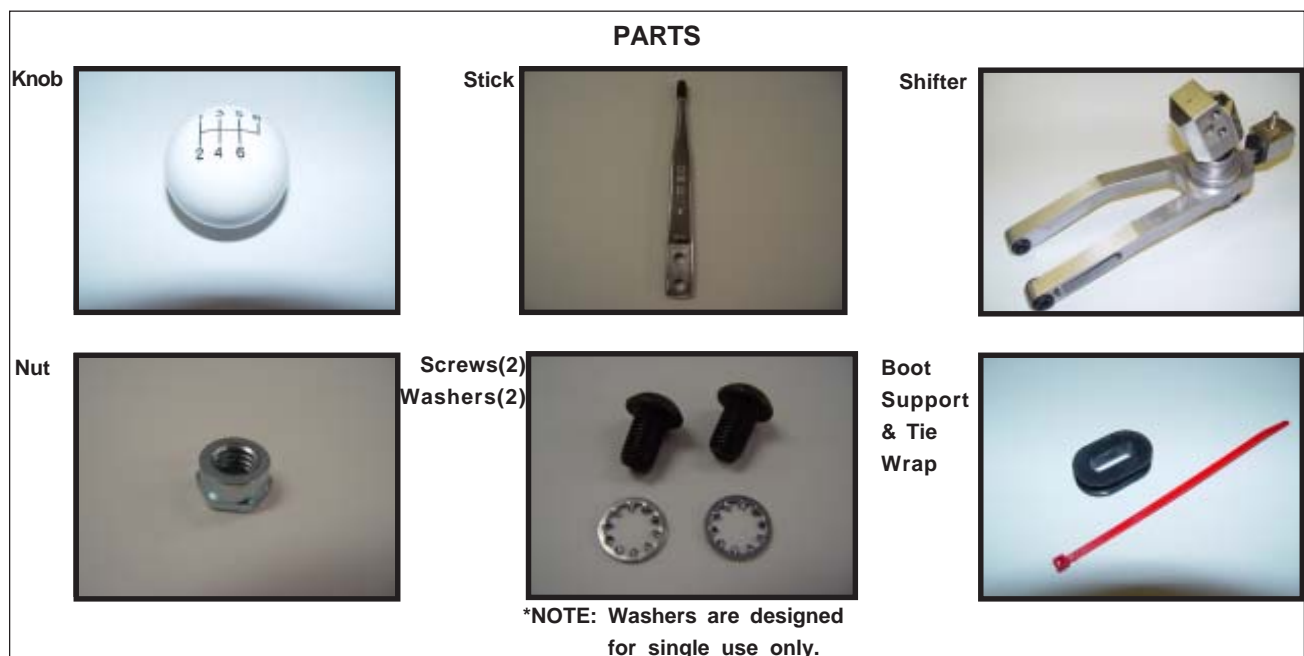 PARTS
Knob
Stick
Shifter
2 4 6
Nut
Screws(2)
Washers(2)
Boot
Support
& Tie
Wrap
*NOTE: Washers are designed
for single use only.